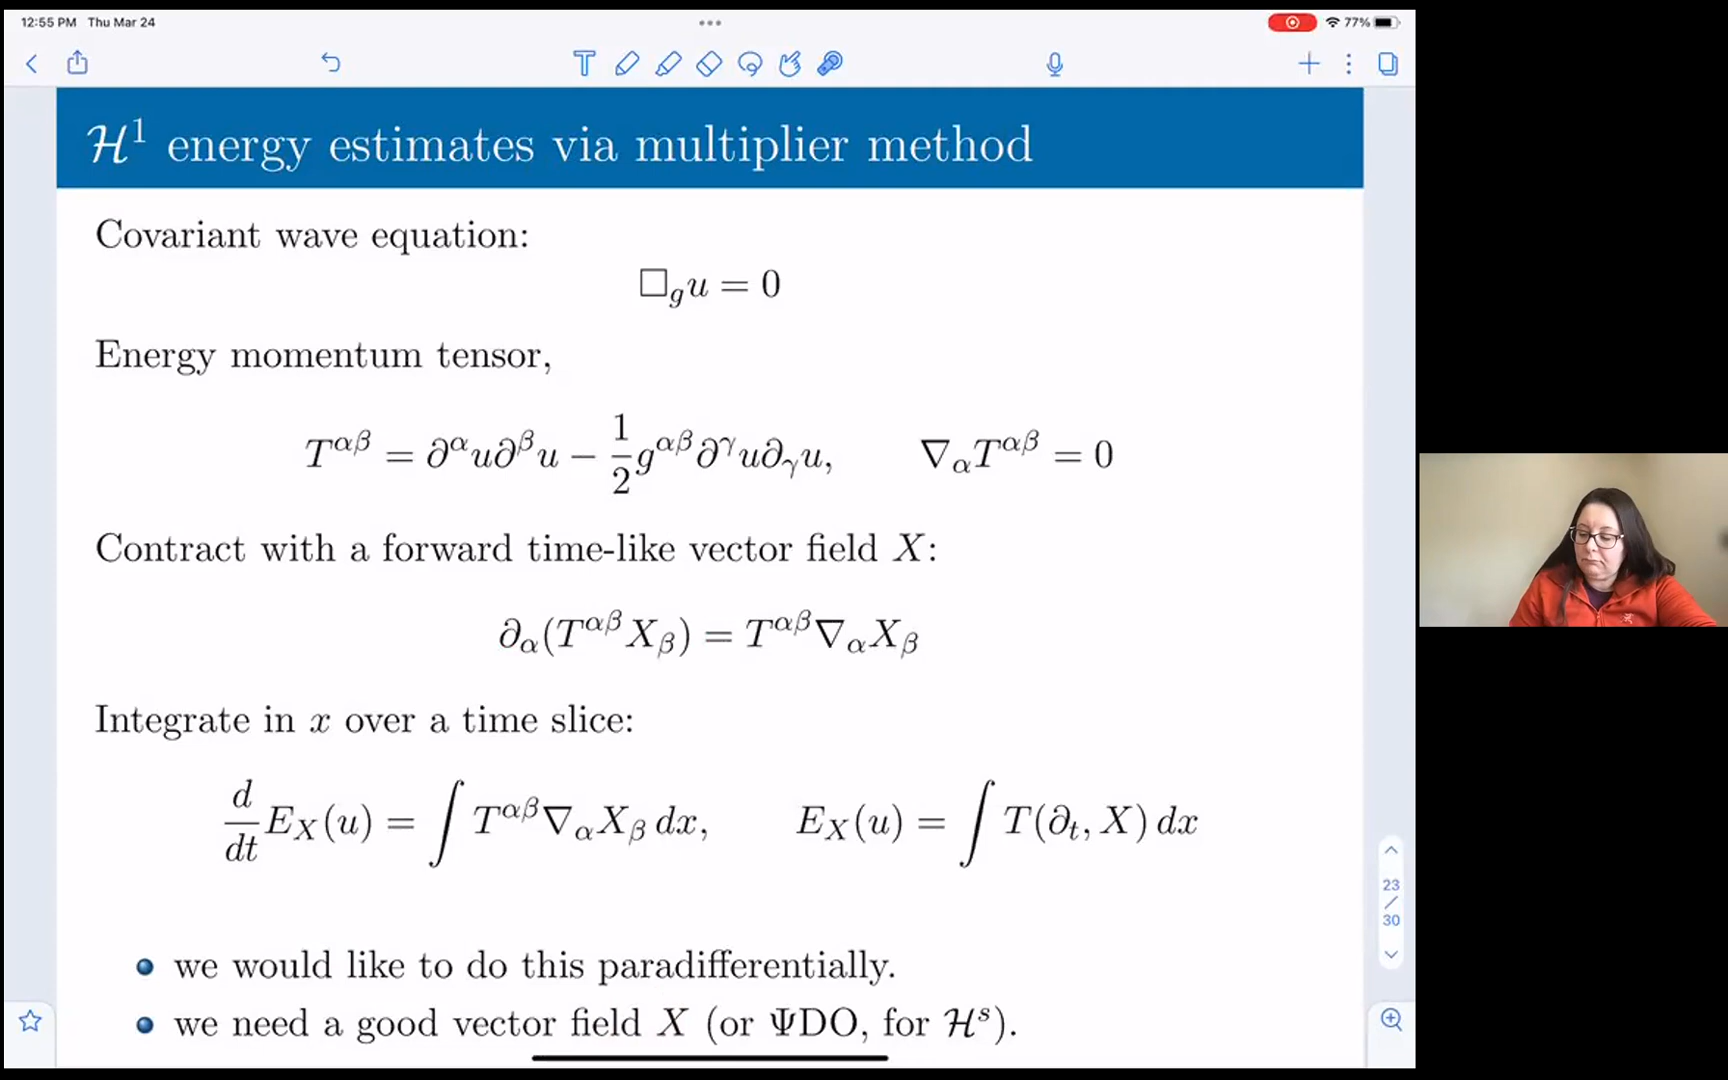 12:55 PM Thu Mar 24
77%
ℋ¹ energy estimates via multiplier method
Covariant wave equation:
□_g u = 0
Energy momentum tensor,
T^{αβ} = ∂^α u∂^β u − \frac{1}{2} g^{αβ} ∂^γ u∂_γ u, ∇_α T^{αβ} = 0
Contract with a forward time-like vector field X:
∂_α(T^{αβ} X_β) = T^{αβ} ∇_α X_β
Integrate in x over a time slice:
\frac{d}{dt} E_X(u) = ∫ T^{αβ} ∇_α X_β dx, E_X(u) = ∫ T(∂_t, X) dx
23
/
30
• we would like to do this paradifferentially.
• we need a good vector field X (or ΨDO, for ℋ^s).